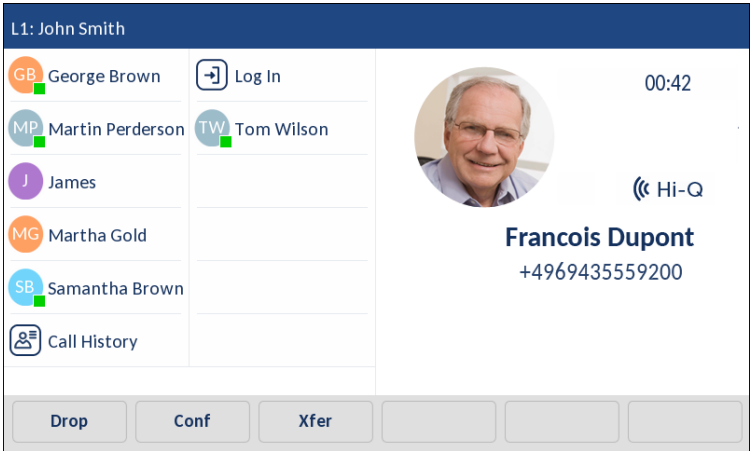 L1: John Smith
GB George Brown
MP Martin Perderson
J James
MG Martha Gold
SB Samantha Brown
Call History
Log In
TW Tom Wilson
00:42
Hi-Q
Francois Dupont
+4969435559200
Drop Conf Xfer